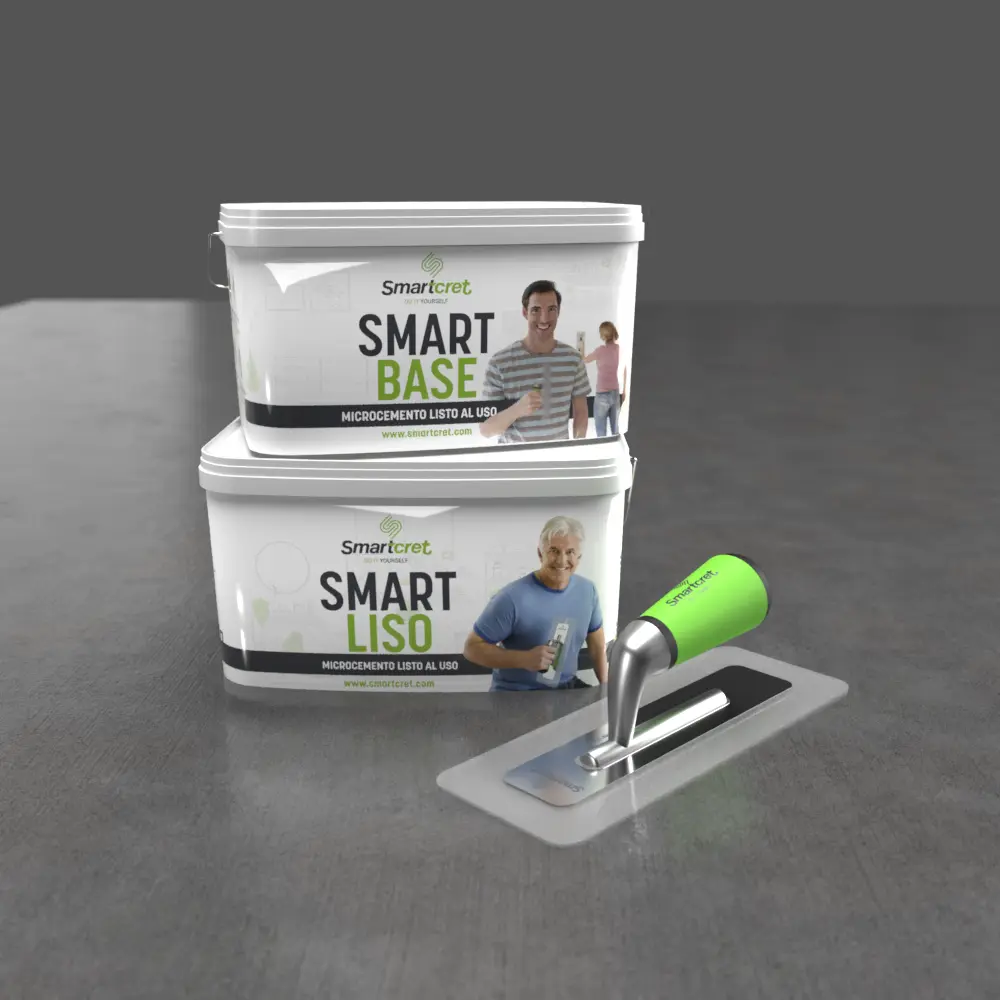 Smartcret
DO IT YOURSELF
SMART
BASE
MICROCEMENTO LISTO AL USO
www.smartcret.com
Smartcret
DO IT YOURSELF
SMART
LISO
MICROCEMENTO LISTO AL USO
www.smartcret.com
Smartcret